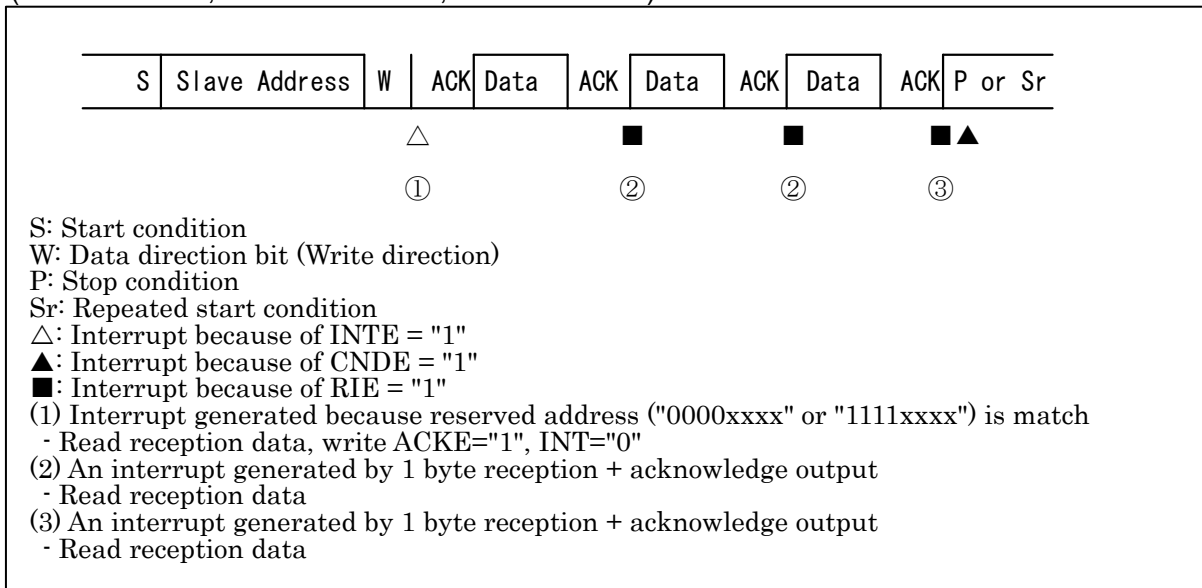 S Slave Address W ACK Data ACK Data ACK Data ACK P or Sr
△ ■ ■ ■▲
① ② ② ③
S: Start condition
W: Data direction bit (Write direction)
P: Stop condition
Sr: Repeated start condition
△: Interrupt because of INTE = "1"
▲: Interrupt because of CNDE = "1"
■: Interrupt because of RIE = "1"
(1) Interrupt generated because reserved address ("0000xxxx" or "1111xxxx") is match
- Read reception data, write ACKE="1", INT="0"
(2) An interrupt generated by 1 byte reception + acknowledge output
- Read reception data
(3) An interrupt generated by 1 byte reception + acknowledge output
- Read reception data